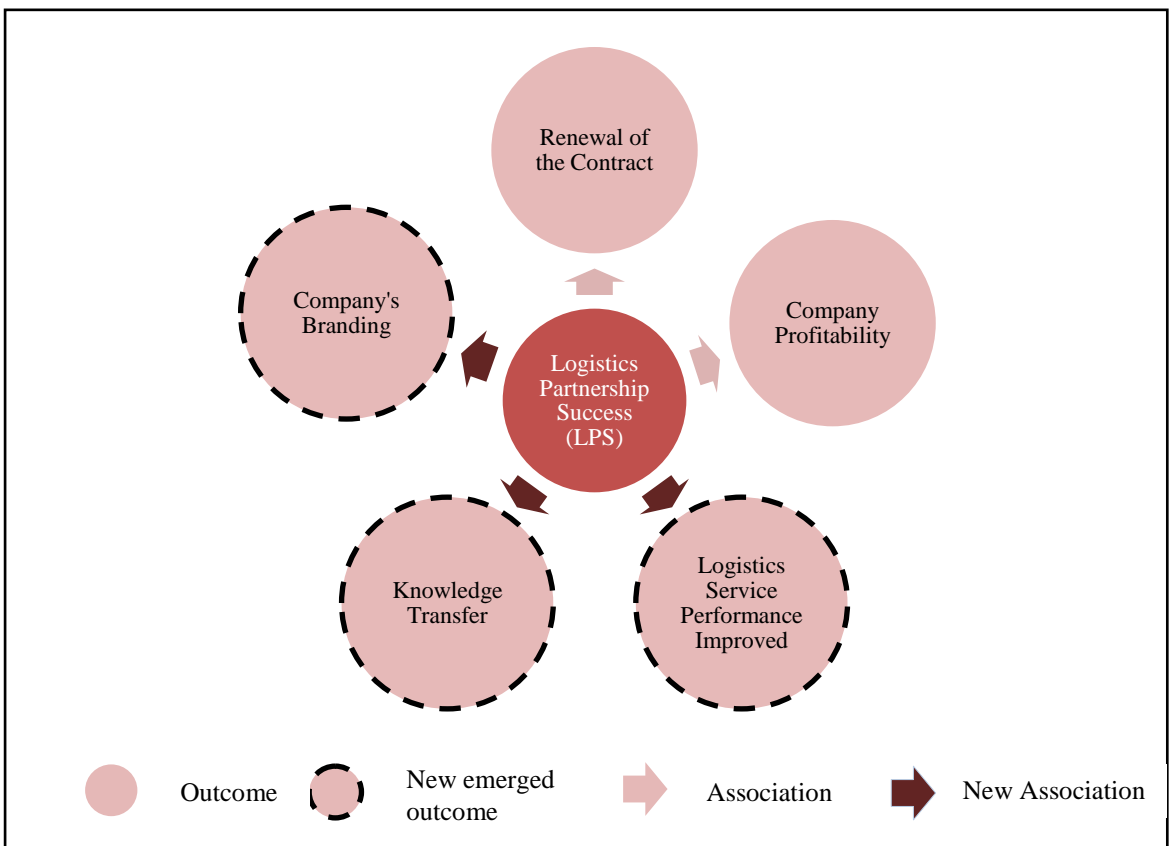 Renewal of
the Contract
Company's
Branding
Company
Profitability
Logistics
Partnership
Success
(LPS)
Knowledge
Transfer
Logistics
Service
Performance
Improved
Outcome
New emerged
outcome
Association
New Association